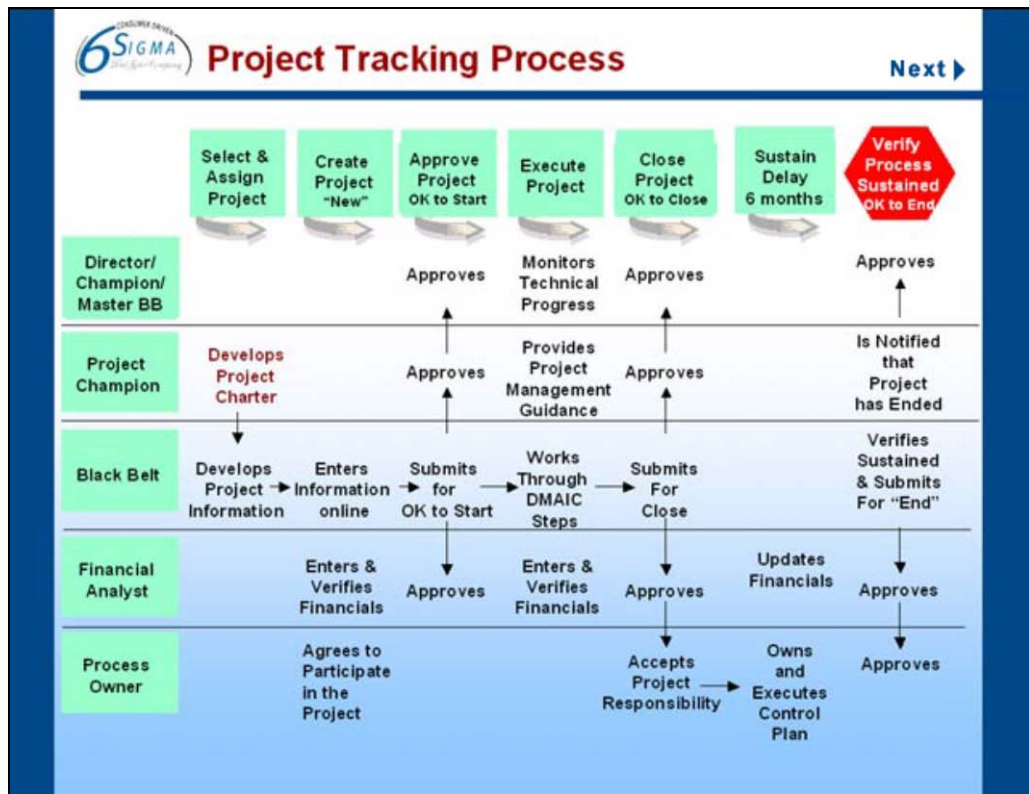 CONSUMER DRIVEN
6 SIGMA
Project Tracking Process
Next
Select &
Assign
Project
Create
Project
"New"
Approve
Project
OK to Start
Execute
Project
Close
Project
OK to Close
Sustain
Delay
6 months
Verify
Process
Sustained
OK to End
Director/
Champion/
Master BB
Approves
Monitors
Technical
Progress
Approves
Approves
Project
Champion
Develops
Project
Charter
Approves
Provides
Project
Management
Guidance
Approves
Is Notified
that
Project
has Ended
Black Belt
Develops
Project
Information
Enters
Information
online
Submits
for
OK to Start
Works
Through
DMAIC
Steps
Submits
For
Close
Verifies
Sustained
& Submits
For “End”
Financial
Analyst
Enters &
Verifies
Financials
Approves
Enters &
Verifies
Financials
Approves
Updates
Financials
Approves
Process
Owner
Agrees to
Participate
in the
Project
Accepts
Project
Responsibility
Owns
and
Executes
Control
Plan
Approves